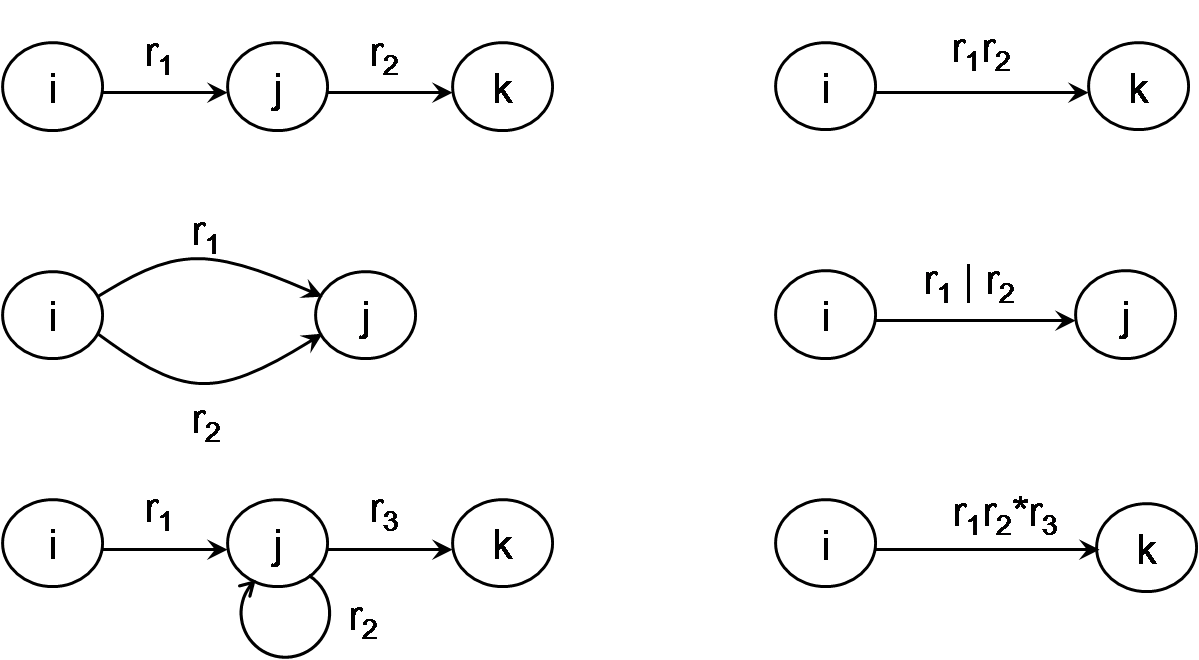 r₁ r₂ r₁r₂
i j k i k
r₁ r₁ | r₂
i j i j
r₂
r₁ r₃ r₁r₂*r₃
i j k i k
r₂